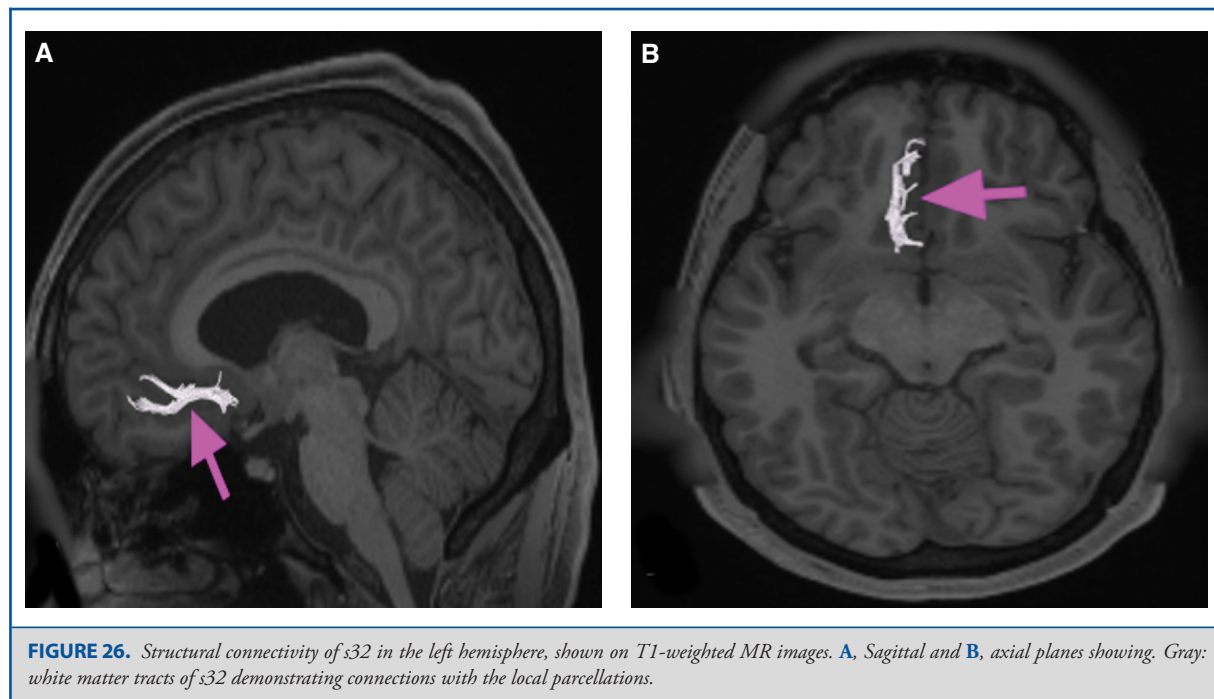 A
B
FIGURE 26. Structural connectivity of s32 in the left hemisphere, shown on T1-weighted MR images. A, Sagittal and B, axial planes showing. Gray:
white matter tracts of s32 demonstrating connections with the local parcellations.